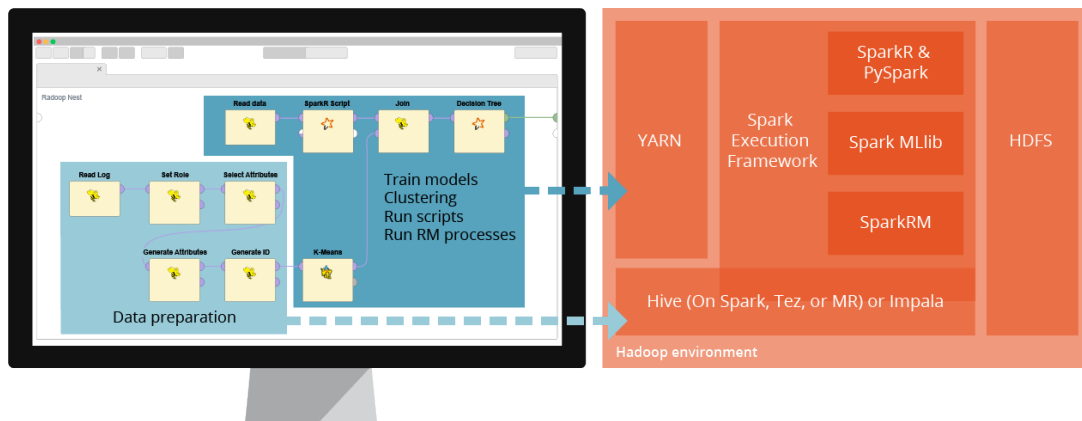 Radoop Nest
Read data
SparkR Script
Join
Decision Tree
Read Log
Set Role
Select Attributes
Train models
Clustering
Run scripts
Run RM processes
Generate Attributes
Generate ID
K-Means
Data preparation
YARN
Spark
Execution
Framework
SparkR &
PySpark
Spark MLlib
SparkRM
HDFS
Hive (On Spark, Tez, or MR) or Impala
Hadoop environment